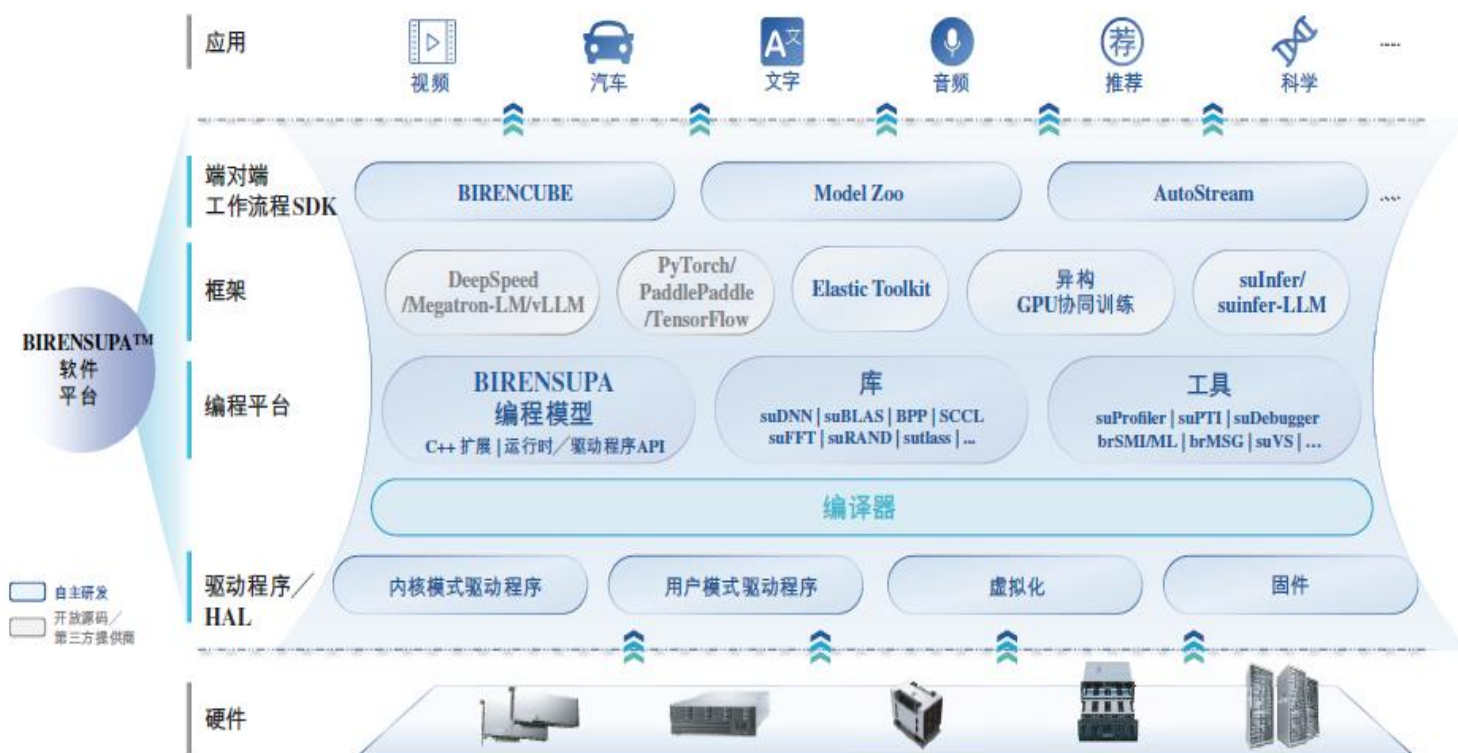 应用
视频
汽车
文字
音频
推荐
科学
......
端对端
工作流程SDK
BIRENCUBE
Model Zoo
AutoStream
....
框架
DeepSpeed
/Megatron-LM/vLLM
PyTorch/
PaddlePaddle
/TensorFlow
Elastic Toolkit
异构
GPU协同训练
suInfer/
suinfer-LLM
BIRENSUPA™
软件
平台
编程平台
BIRENSUPA
编程模型
C++ 扩展 | 运行时／驱动程序API
库
suDNN | suBLAS | BPP | SCCL
suFFT | suRAND | sutlass | ...
工具
suProfiler | suPTI | suDebugger
brSMI/ML | brMSG | suVS | ...
编译器
驱动程序／
HAL
内核模式驱动程序
用户模式驱动程序
虚拟化
固件
自主研发
开放源码／
第三方提供商
硬件